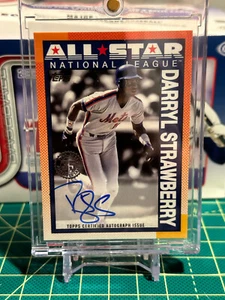 ALL★STAR
NATIONAL LEAGUE
DARRYL STRAWBERRY
Mets
TOPPS CERTIFIED AUTOGRAPH ISSUE